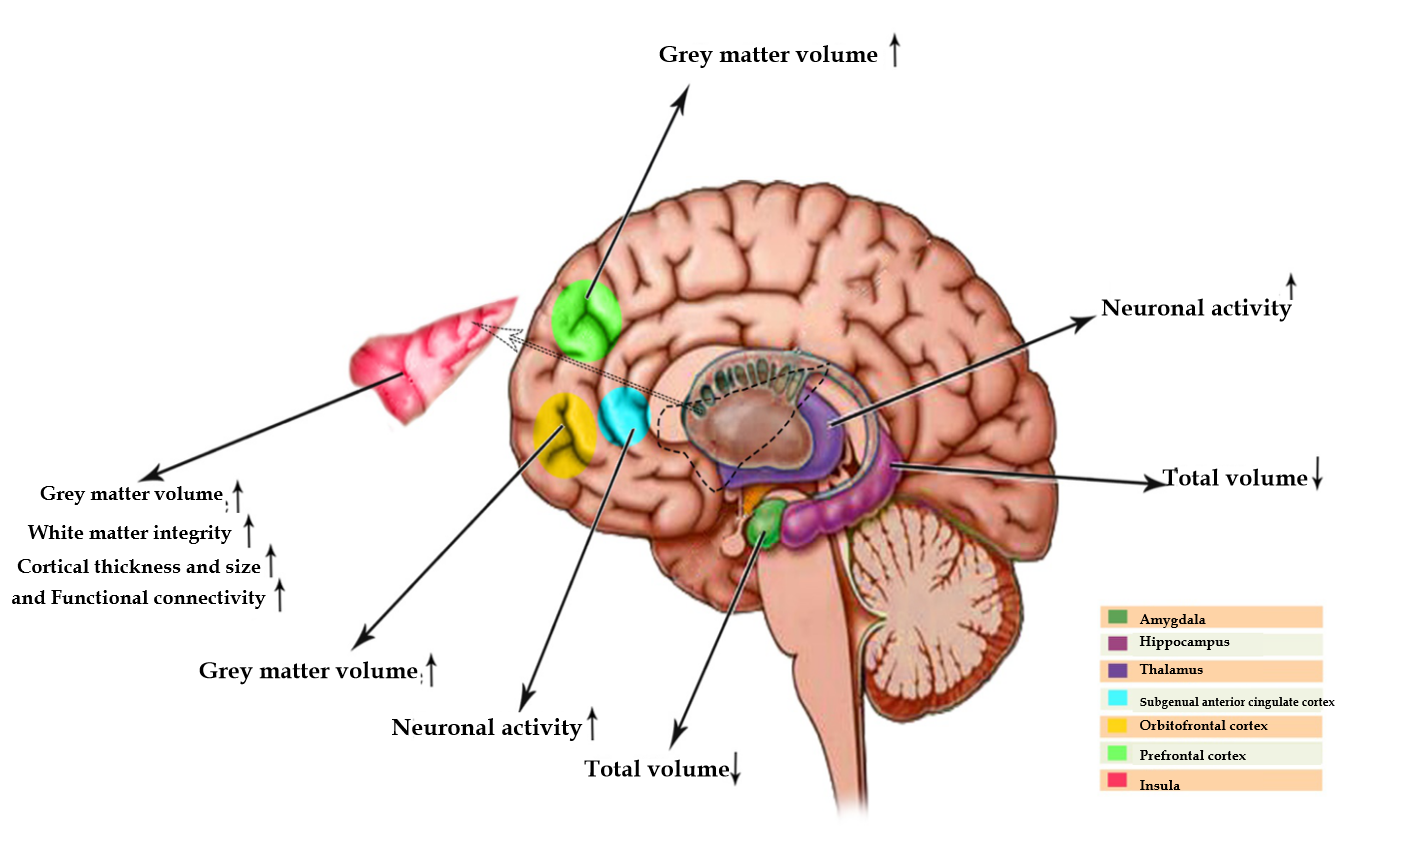 Grey matter volume ↑
Neuronal activity ↑
Total volume ↓
Grey matter volume ↑
White matter integrity ↑
Cortical thickness and size ↑
and Functional connectivity ↑
Grey matter volume ↑
Neuronal activity ↑
Total volume ↓
Amygdala
Hippocampus
Thalamus
Subgenual anterior cingulate cortex
Orbitofrontal cortex
Prefrontal cortex
Insula